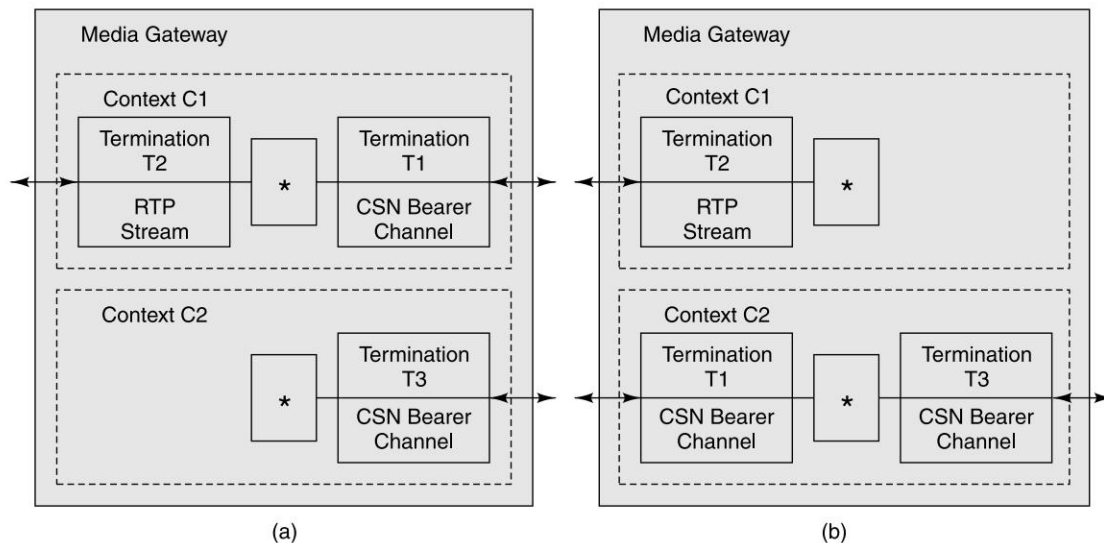 Media Gateway
Context C1
Termination
T2
RTP
Stream
*
Termination
T1
CSN Bearer
Channel
Context C2
*
Termination
T3
CSN Bearer
Channel
(a)
Media Gateway
Context C1
Termination
T2
RTP
Stream
*
Context C2
Termination
T1
CSN Bearer
Channel
*
Termination
T3
CSN Bearer
Channel
(b)